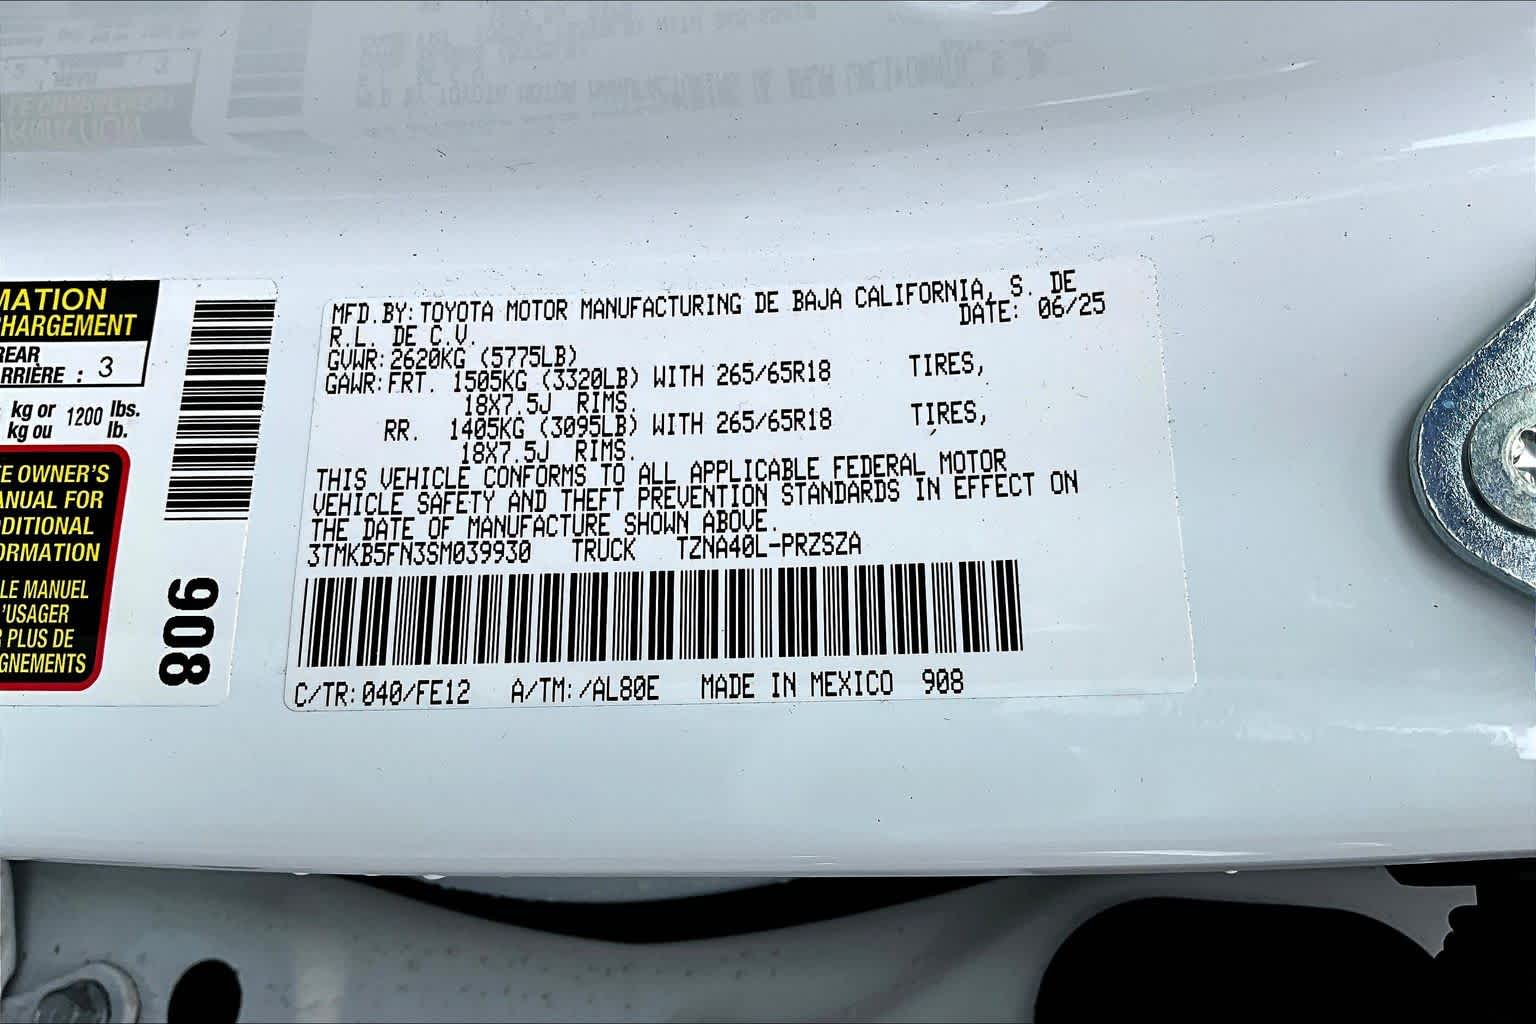 MATION
HARGEMENT
REAR
RRIÈRE : 3
kg or 1200 lbs.
kg ou lb.
E OWNER'S
ANUAL FOR
DITIONAL
ORMATION
LE MANUEL
'USAGER
R PLUS DE
GNEMENTS
908
MFD.BY:TOYOTA MOTOR MANUFACTURING DE BAJA CALIFORNIA, S. DE
R.L. DE C.V. DATE: 06/25
GVWR:2620KG (5775LB)
GAWR:FRT. 1505KG (3320LB) WITH 265/65R18 TIRES,
18X7.5J RIMS.
RR. 1405KG (3095LB) WITH 265/65R18 TIRES,
18X7.5J RIMS.
THIS VEHICLE CONFORMS TO ALL APPLICABLE FEDERAL MOTOR
VEHICLE SAFETY AND THEFT PREVENTION STANDARDS IN EFFECT ON
THE DATE OF MANUFACTURE SHOWN ABOVE.
3TMKB5FN3SM039930 TRUCK TZNA40L-PRZSZA
C/TR:040/FE12 A/TM:/AL80E MADE IN MEXICO 908